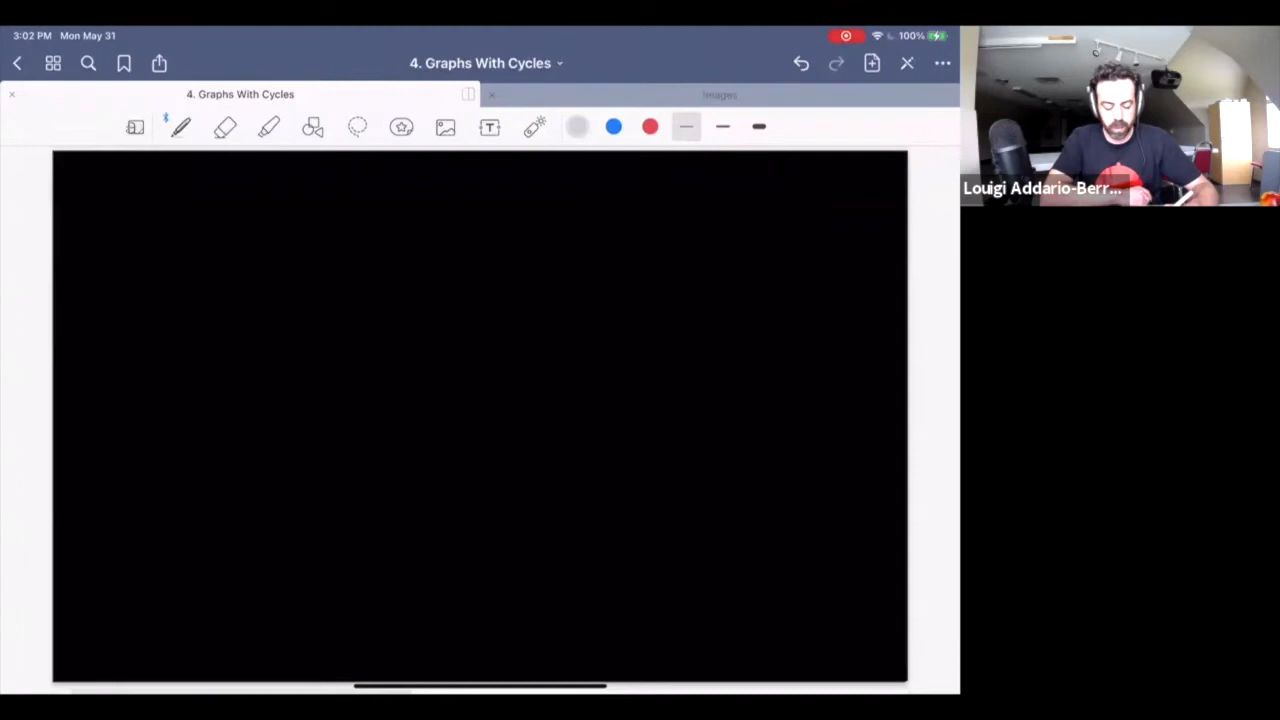 3:02 PM Mon May 31
100%
4. Graphs With Cycles
4. Graphs With Cycles
Images
T
Louigi Addario-Berr...